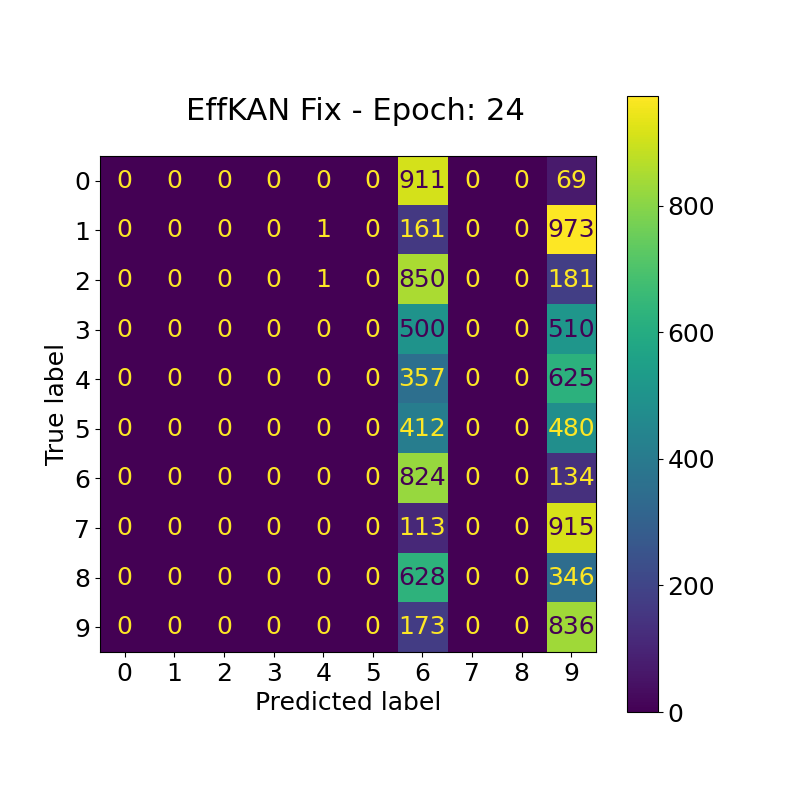 EffKAN Fix - Epoch: 24
0 0 0 0 0 0 0 911 0 0 69
1 0 0 0 0 1 0 161 0 0 973
2 0 0 0 0 1 0 850 0 0 181
3 0 0 0 0 0 0 500 0 0 510
4 0 0 0 0 0 0 357 0 0 625
5 0 0 0 0 0 0 412 0 0 480
6 0 0 0 0 0 0 824 0 0 134
7 0 0 0 0 0 0 113 0 0 915
8 0 0 0 0 0 0 628 0 0 346
9 0 0 0 0 0 0 173 0 0 836
0 1 2 3 4 5 6 7 8 9
Predicted label
True label
800
600
400
200
0